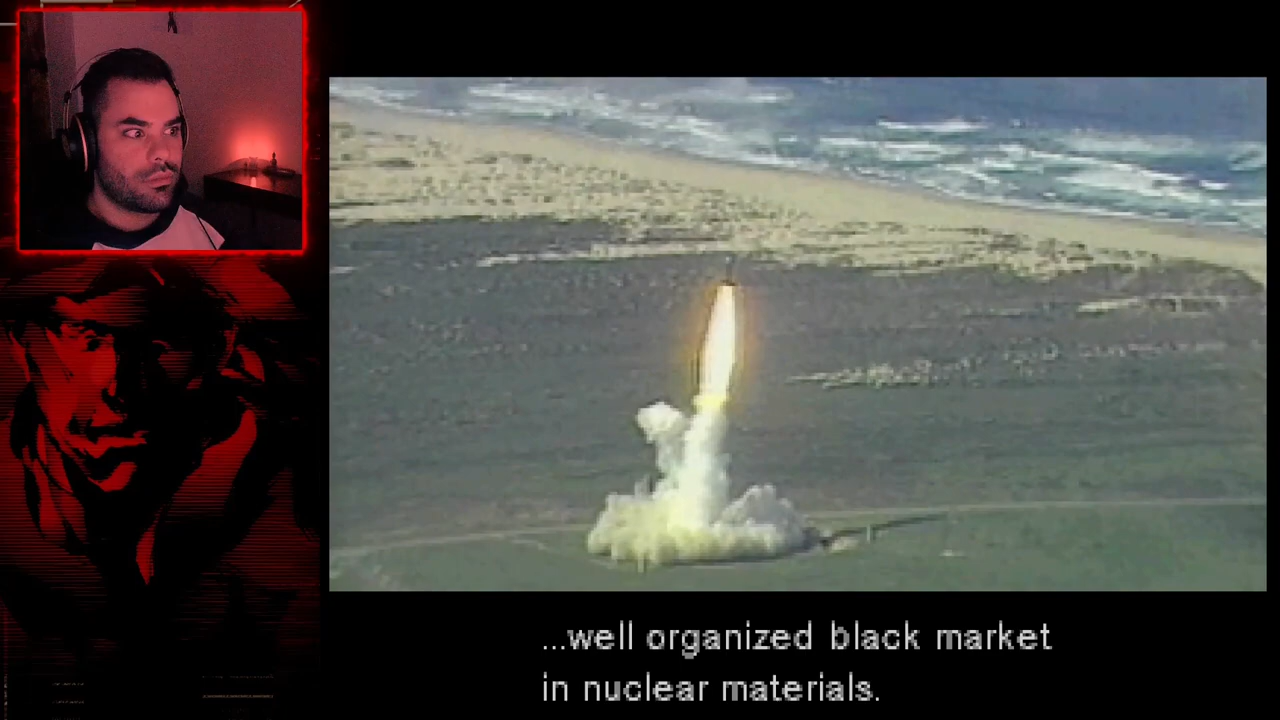 ...well organized black market
in nuclear materials.